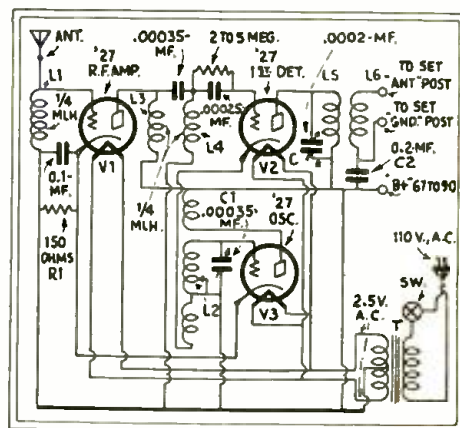 ANT.
L1
1/4
MLH.
0.1-
MF.
150
OHMS
R1
'27
R.F. AMP.
V1
.00035-
MF.
2 TO 5 MEG.
L3
.00025-
MF.
L4
1/4
MLH.
'27
1ST DET.
V2
.0002-MF.
C
L5
L6
TO SET
"ANT" POST
TO SET
"GND." POST
0.2-MF.
C2
"B+" 67 TO 90
C1
.00035-
MF.
'27
OSC.
L2
V3
110 V., A.C.
SW.
2.5V.
A.C.
T